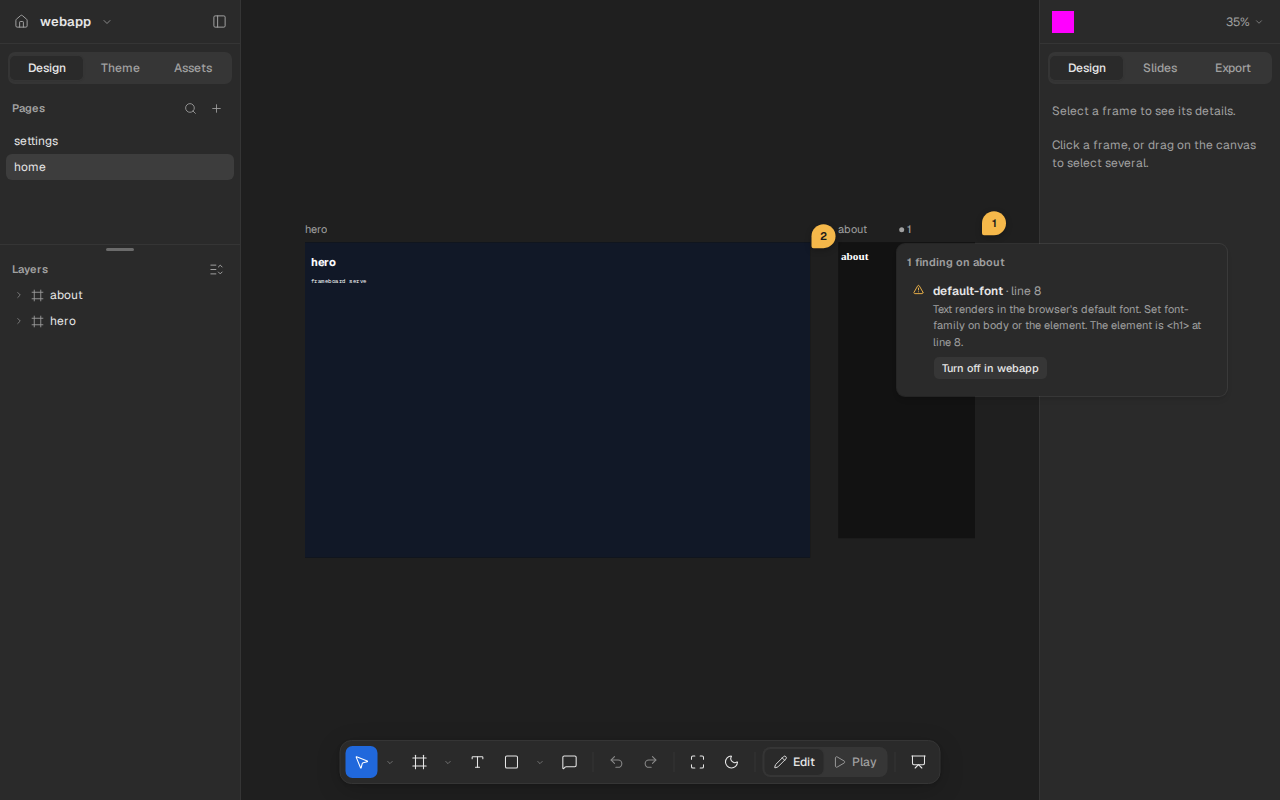 webapp
35%
Design
Theme
Assets
Design
Slides
Export
Pages
settings
home
Select a frame to see its details.
Click a frame, or drag on the canvas
to select several.
Layers
about
hero
hero
2
about
1
1
hero
frameboard serve
about
1 finding on about
default-font · line 8
Text renders in the browser's default font. Set font-
family on body or the element. The element is <h1> at
line 8.
Turn off in webapp
Edit
Play